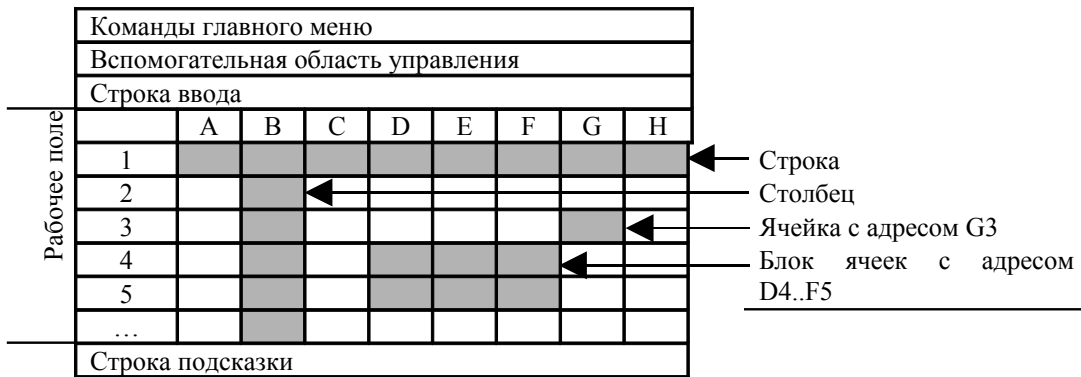 Команды главного меню
Вспомогательная область управления
Строка ввода
Рабочее поле
A B C D E F G H
1
2
3
4
5
…
Строка подсказки
Строка
Столбец
Ячейка с адресом G3
Блок ячеек с адресом
D4..F5